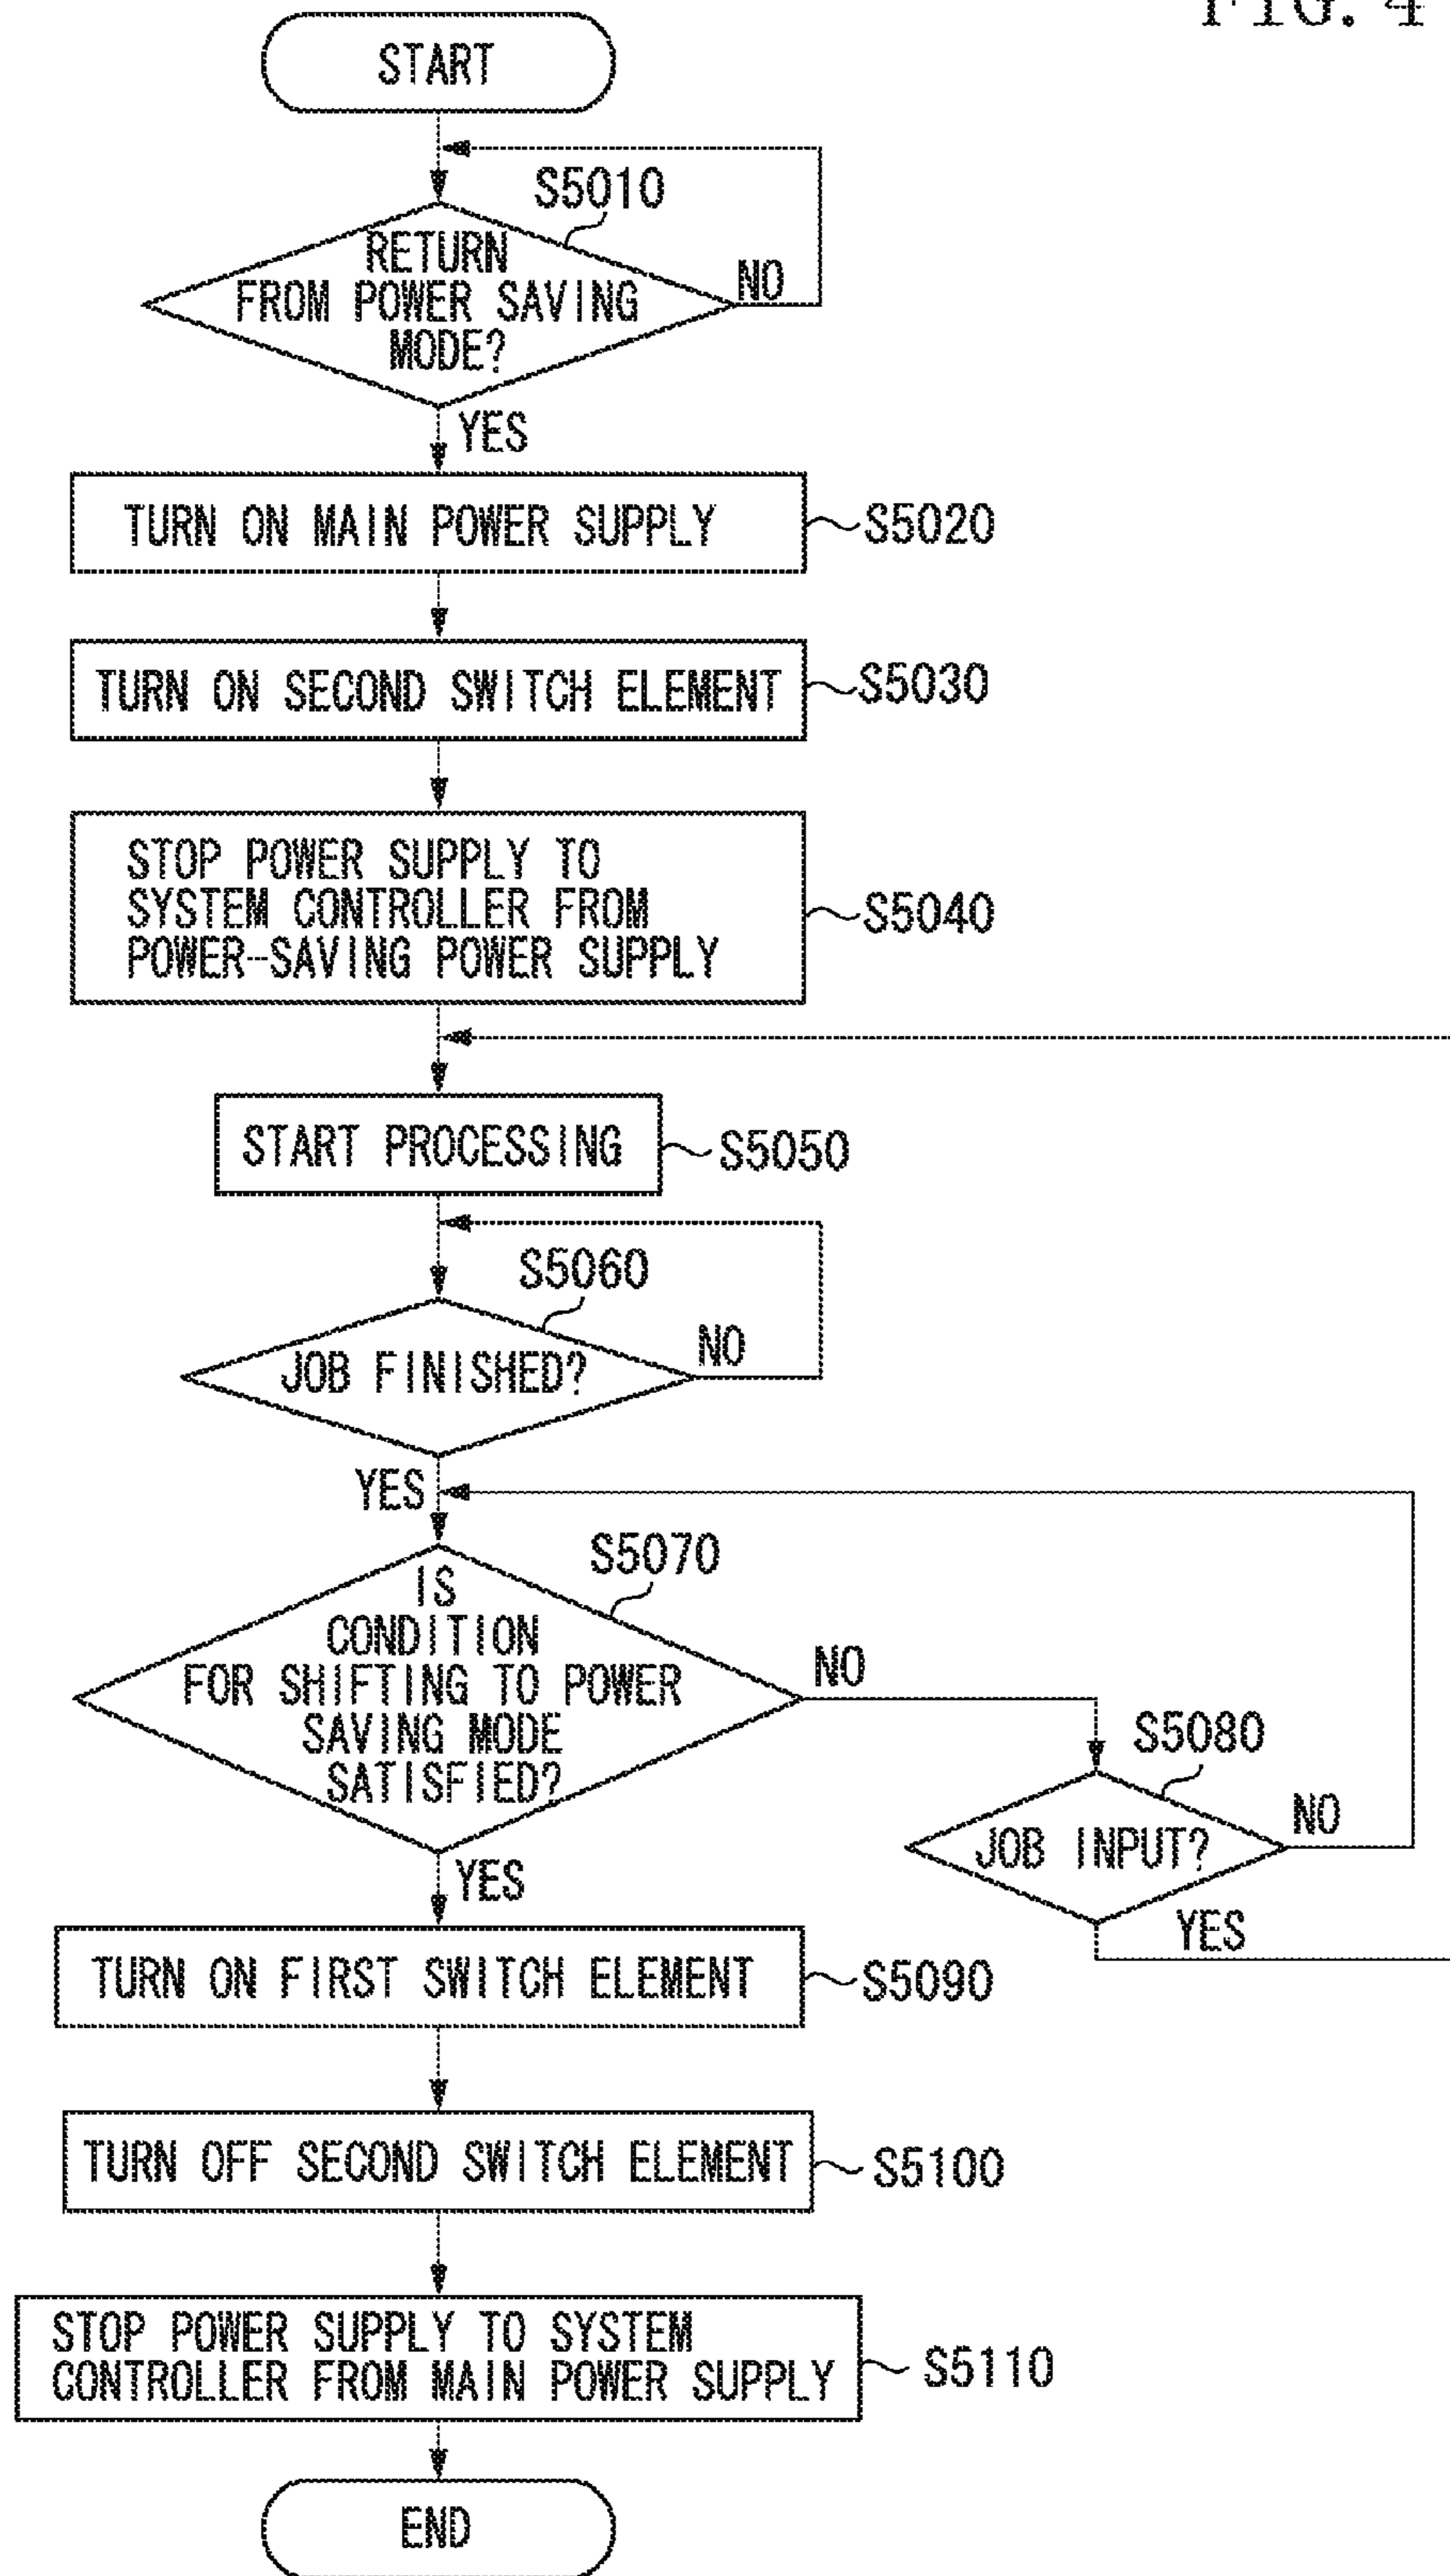 FIG. 4
START
S5010
RETURN
FROM POWER SAVING
MODE?
NO
YES
TURN ON MAIN POWER SUPPLY
S5020
TURN ON SECOND SWITCH ELEMENT
S5030
STOP POWER SUPPLY TO
SYSTEM CONTROLLER FROM
POWER-SAVING POWER SUPPLY
S5040
START PROCESSING
S5050
S5060
JOB FINISHED?
NO
YES
S5070
IS
CONDITION
FOR SHIFTING TO POWER
SAVING MODE
SATISFIED?
NO
S5080
JOB INPUT?
NO
YES
YES
TURN ON FIRST SWITCH ELEMENT
S5090
TURN OFF SECOND SWITCH ELEMENT
S5100
STOP POWER SUPPLY TO SYSTEM
CONTROLLER FROM MAIN POWER SUPPLY
S5110
END